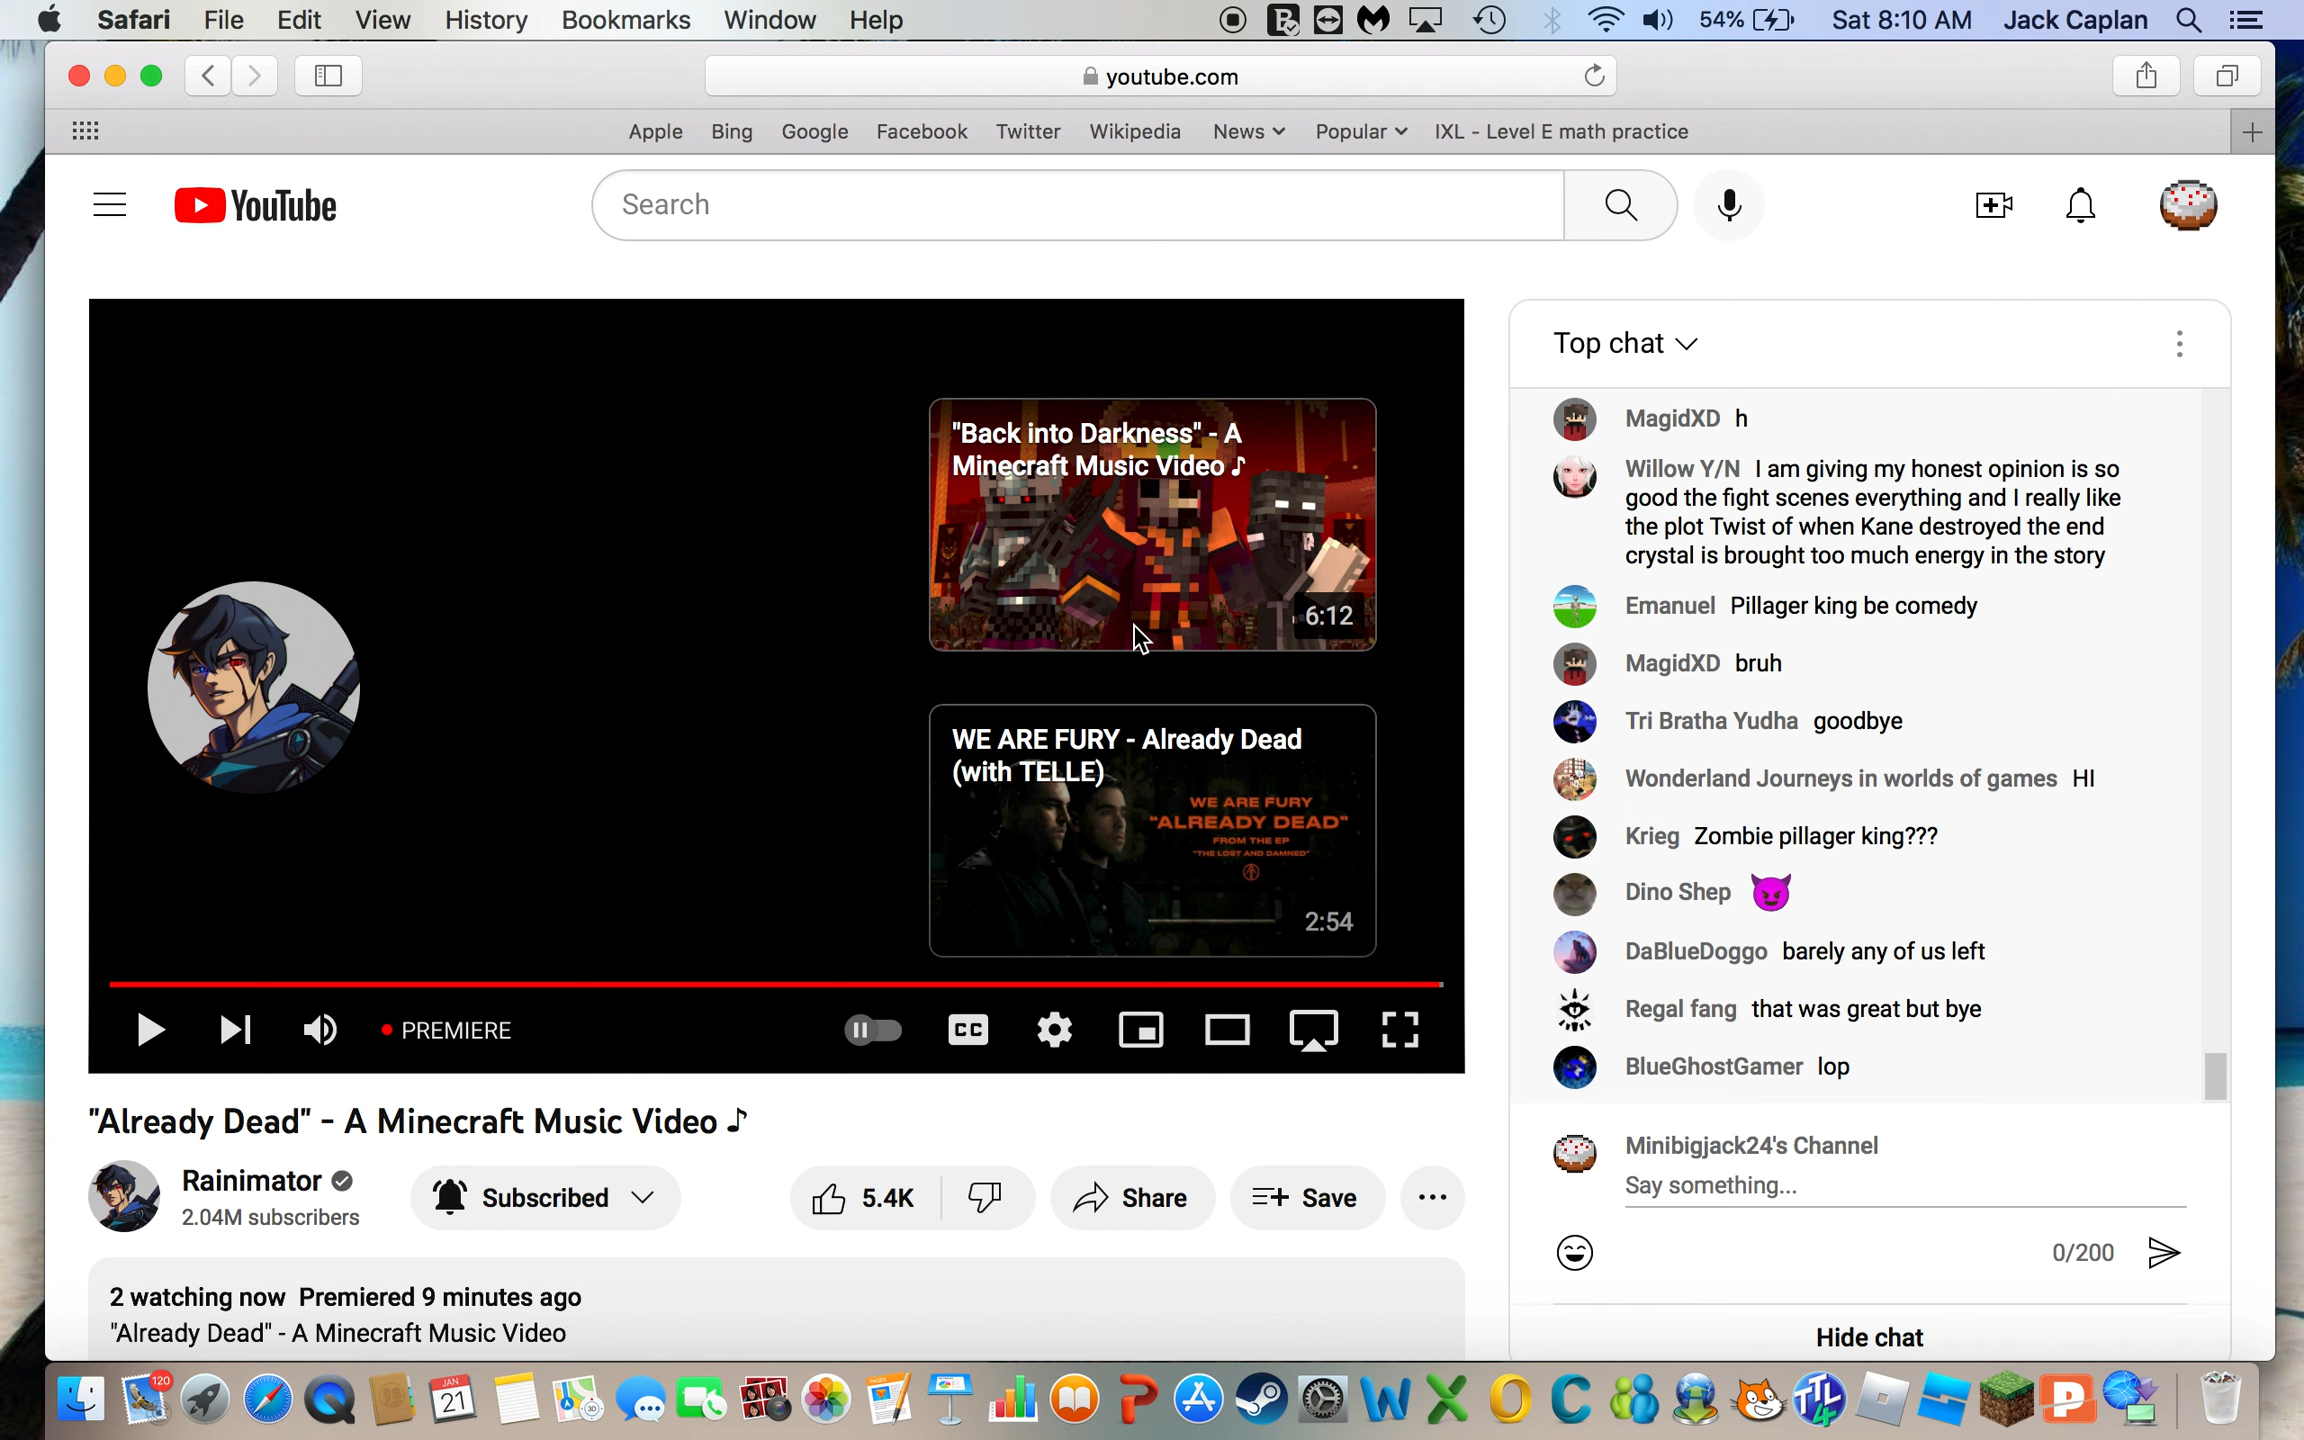 Safari File Edit View History Bookmarks Window Help 54% Sat 8:10 AM Jack Caplan
youtube.com
Apple Bing Google Facebook Twitter Wikipedia News Popular IXL - Level E math practice
YouTube
Search
"Back into Darkness" - A
Minecraft Music Video ♪
6:12
WE ARE FURY - Already Dead
(with TELLE)
WE ARE FURY
"ALREADY DEAD"
FROM THE EP
"THE LOST AND DAMNED"
2:54
PREMIERE
CC
"Already Dead" - A Minecraft Music Video ♪
Rainimator
2.04M subscribers
Subscribed
5.4K
Share
Save
2 watching now Premiered 9 minutes ago
"Already Dead" - A Minecraft Music Video
Top chat
MagidXD h
Willow Y/N I am giving my honest opinion is so
good the fight scenes everything and I really like
the plot Twist of when Kane destroyed the end
crystal is brought too much energy in the story
Emanuel Pillager king be comedy
MagidXD bruh
Tri Bratha Yudha goodbye
Wonderland Journeys in worlds of games HI
Krieg Zombie pillager king???
Dino Shep 😈
DaBlueDoggo barely any of us left
Regal fang that was great but bye
BlueGhostGamer lop
Minibigjack24's Channel
Say something...
0/200
Hide chat
120
JAN
21
3D
TTL
4